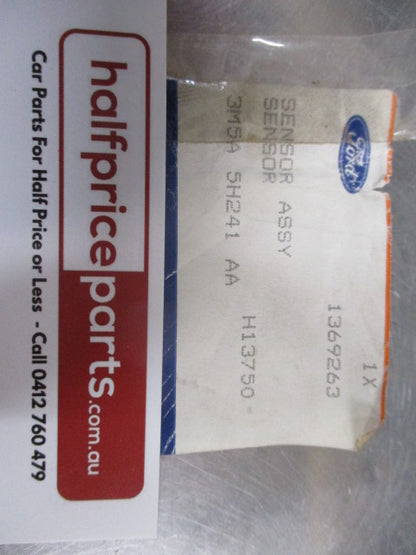 Ford
1X
1369263
SENSOR ASSY
SENSOR
3M5A 5H241 AA H13750
halfpriceparts.com.au
Car Parts For Half Price or Less - Call 0412 760 479